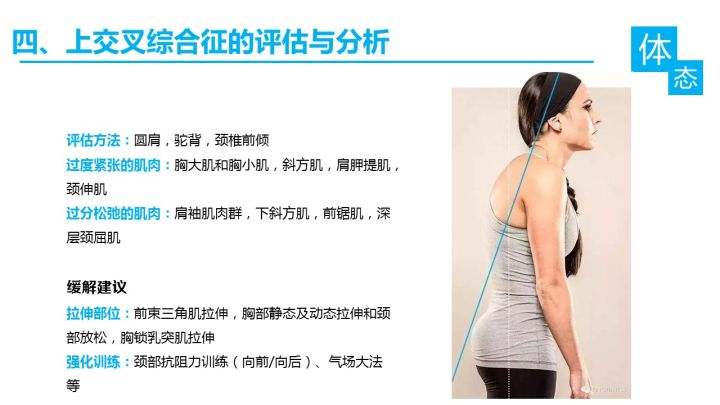 四、上交叉综合征的评估与分析
体
态
评估方法：圆肩，驼背，颈椎前倾
过度紧张的肌肉：胸大肌和胸小肌，斜方肌，肩胛提肌，
颈伸肌
过分松弛的肌肉：肩袖肌肉群，下斜方肌，前锯肌，深
层颈屈肌
缓解建议
拉伸部位：前束三角肌拉伸，胸部静态及动态拉伸和颈
部放松，胸锁乳突肌拉伸
强化训练：颈部抗阻力训练（向前/向后）、气场大法
等